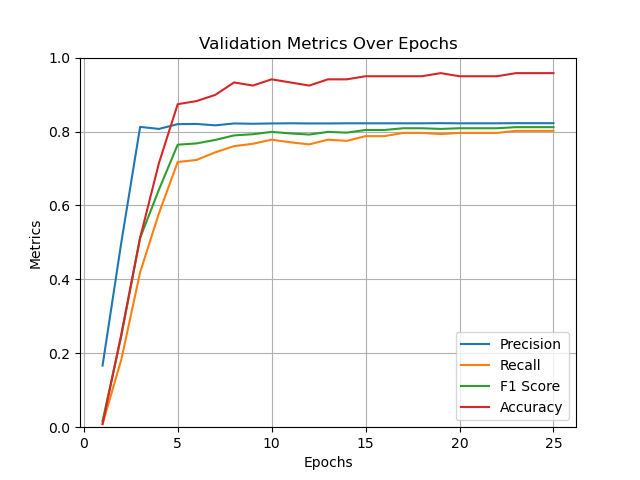 Validation Metrics Over Epochs
1.0
0.8
0.6
0.4
0.2
0.0
Metrics
0 5 10 15 20 25
Epochs
Precision
Recall
F1 Score
Accuracy